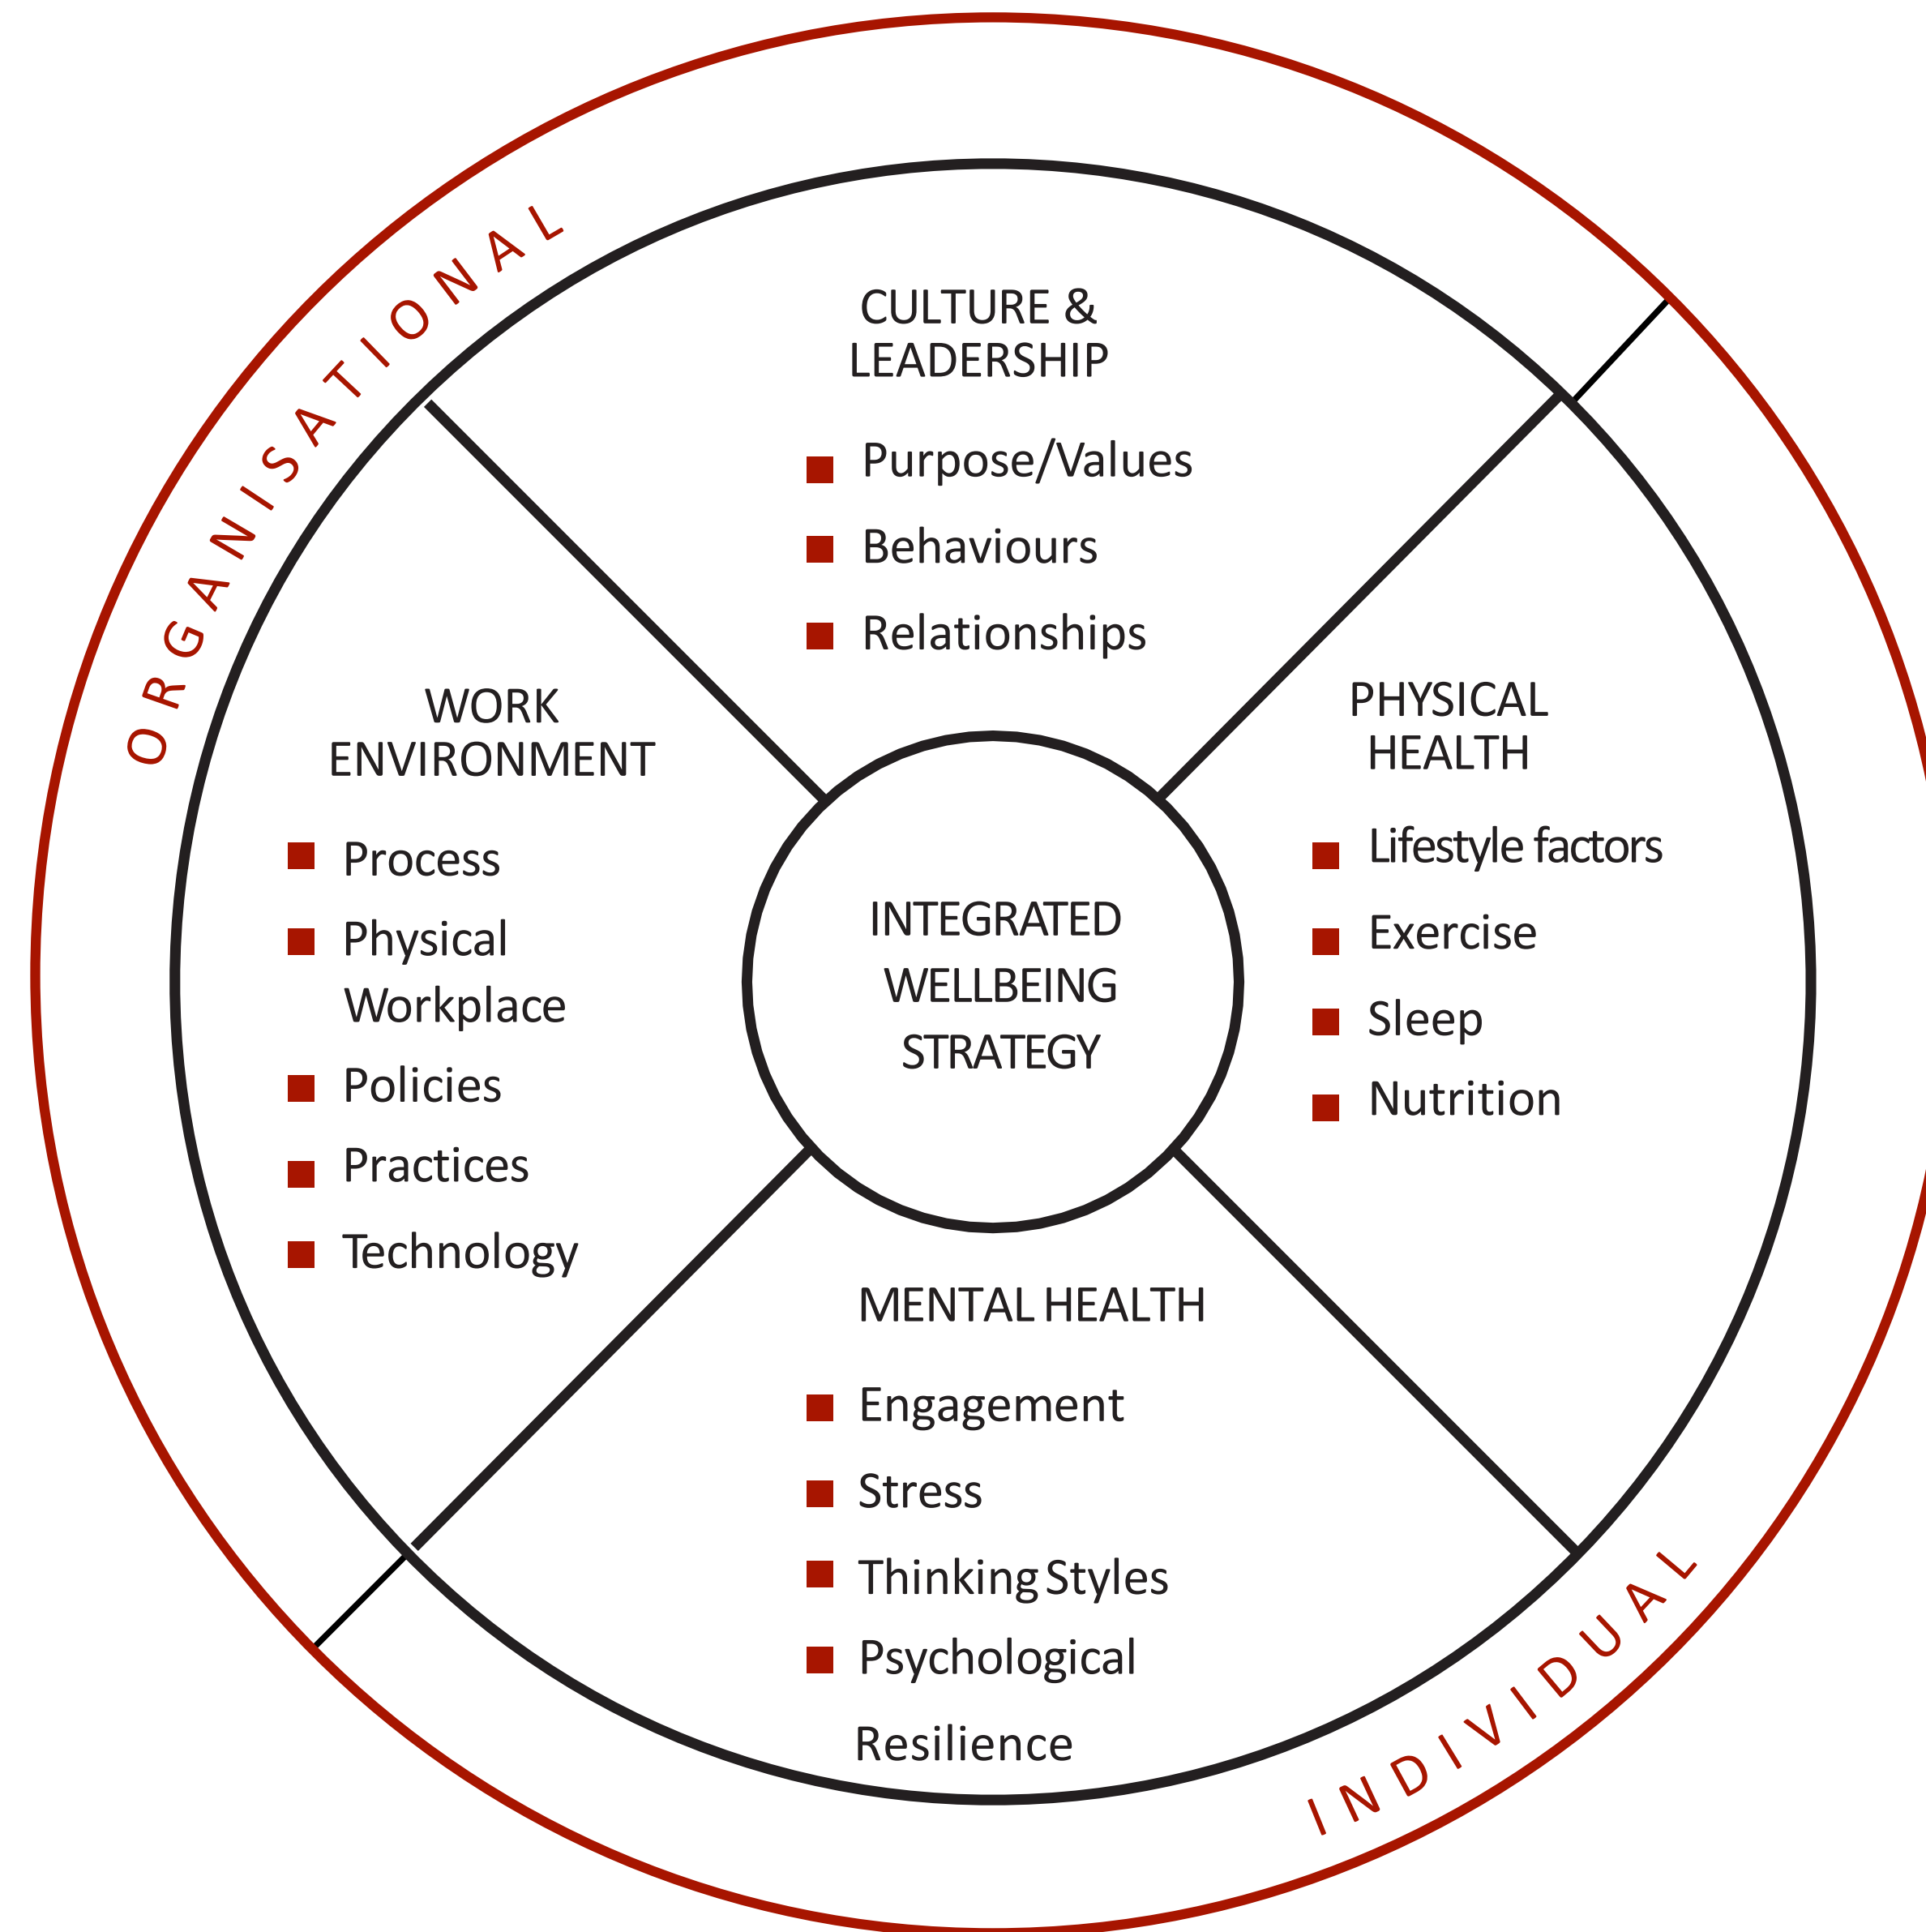 ORGANISATIONAL
CULTURE &
LEADERSHIP
Purpose/Values
Behaviours
Relationships
WORK
ENVIRONMENT
Process
Physical
Workplace
Policies
Practices
Technology
INTEGRATED
WELLBEING
STRATEGY
PHYSICAL
HEALTH
Lifestyle factors
Exercise
Sleep
Nutrition
MENTAL HEALTH
Engagement
Stress
Thinking Styles
Psychological
Resilience
INDIVIDUAL